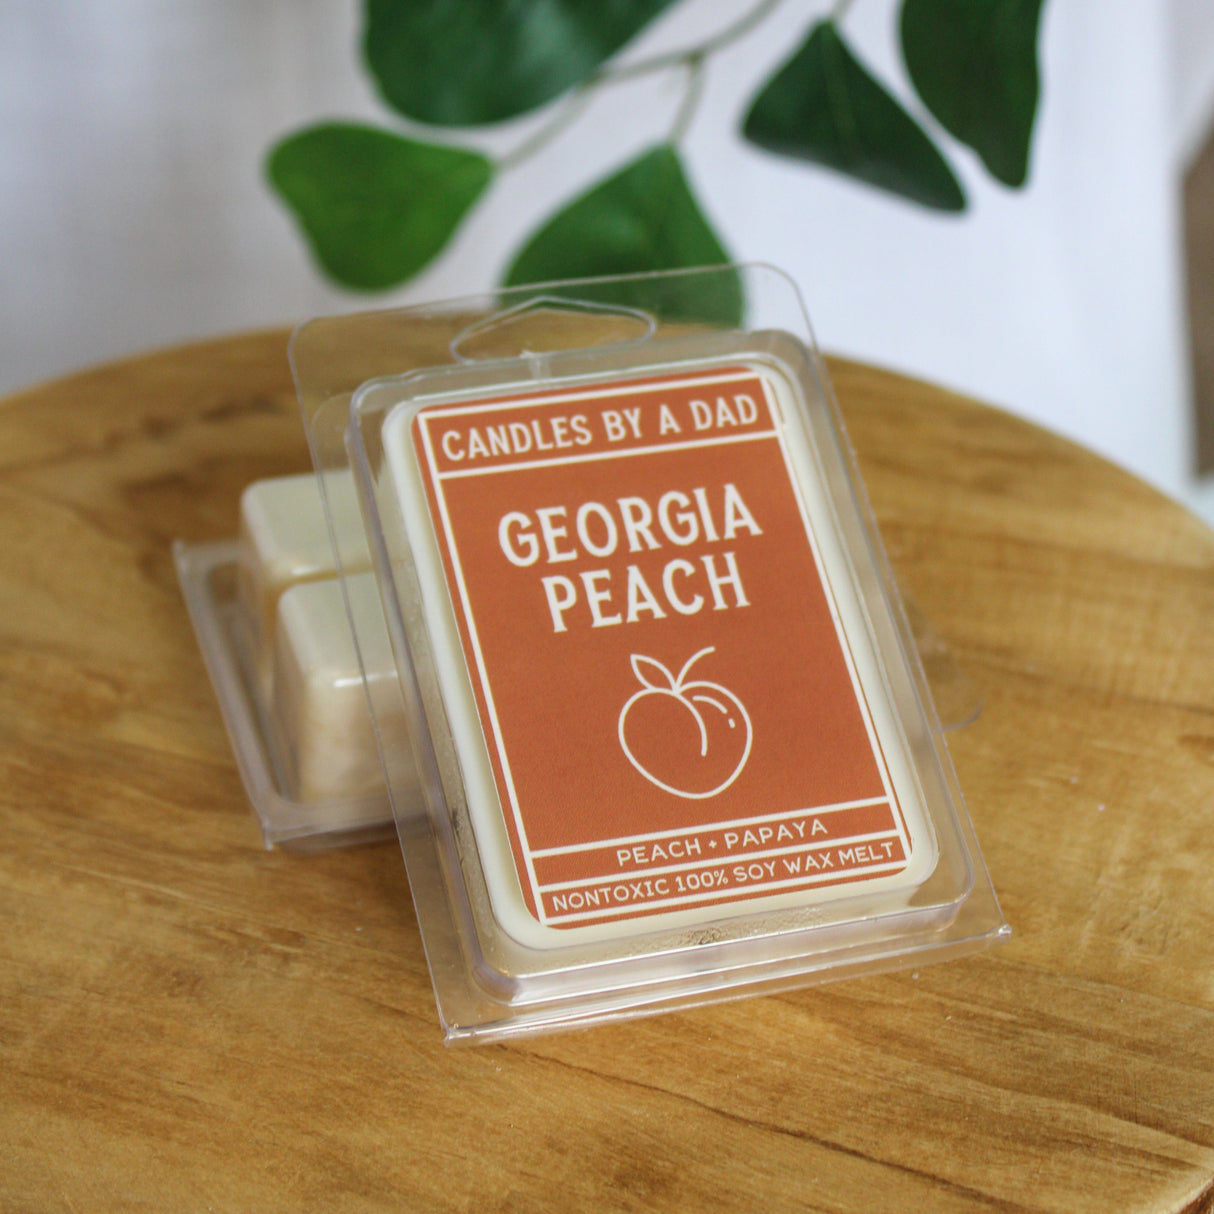 CANDLES BY A DAD
GEORGIA
PEACH
PEACH + PAPAYA
NONTOXIC 100% SOY WAX MELT